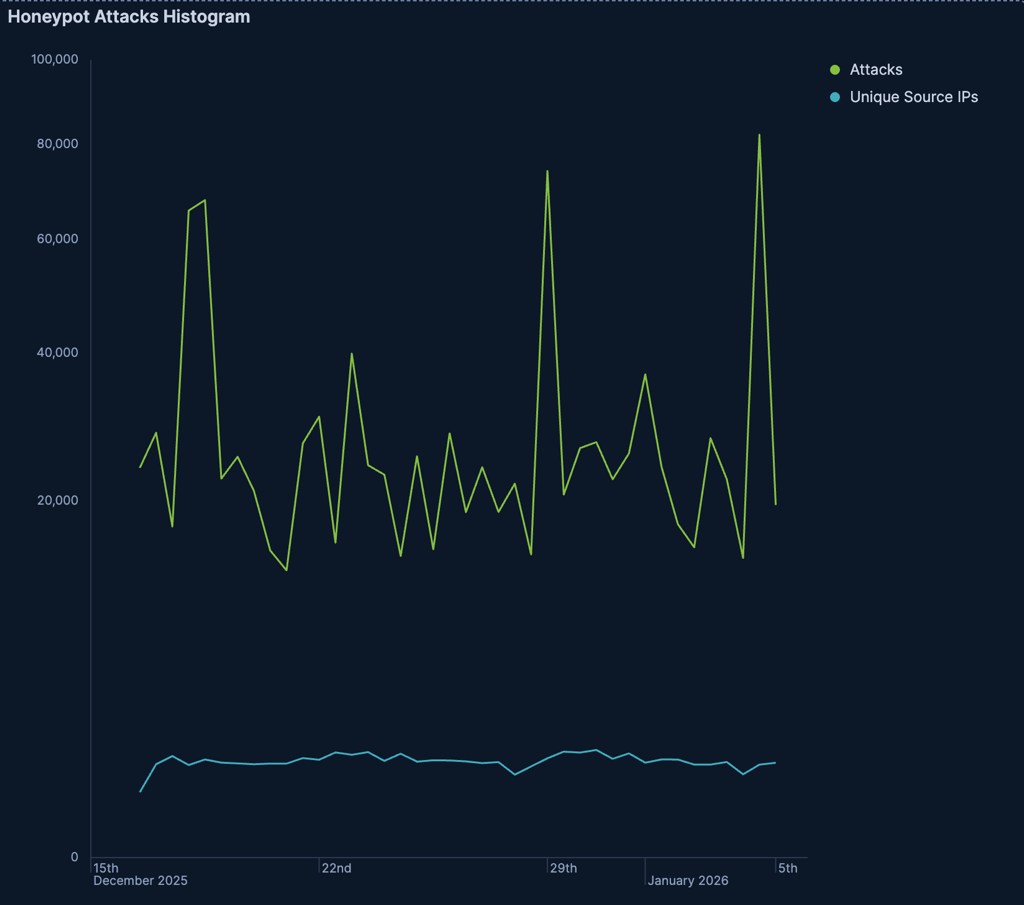 Honeypot Attacks Histogram
Attacks
Unique Source IPs
100,000
80,000
60,000
40,000
20,000
0
15th
22nd
29th
5th
December 2025
January 2026